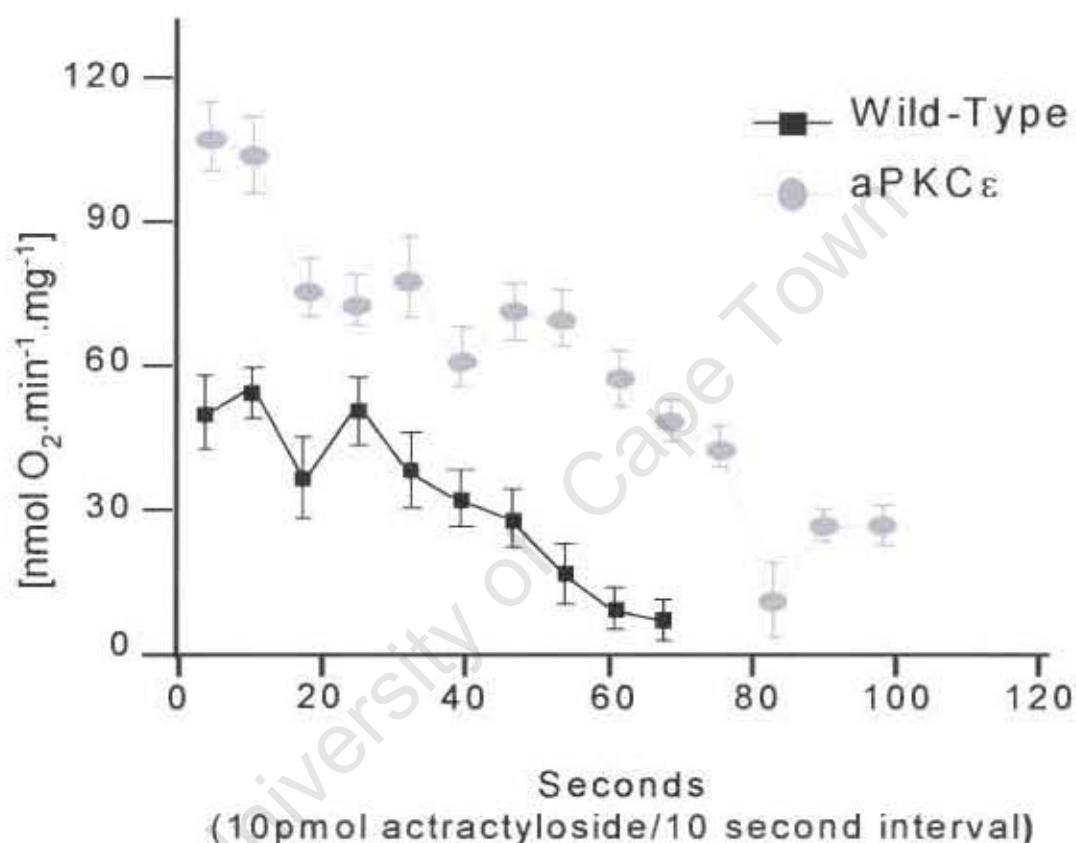 120
90
60
30
0
[nmol O₂.min⁻¹.mg⁻¹]
Wild-Type
aPKCε
0 20 40 60 80 100 120
Seconds
(10pmol actractyloside/10 second interval)
University of Cape Town